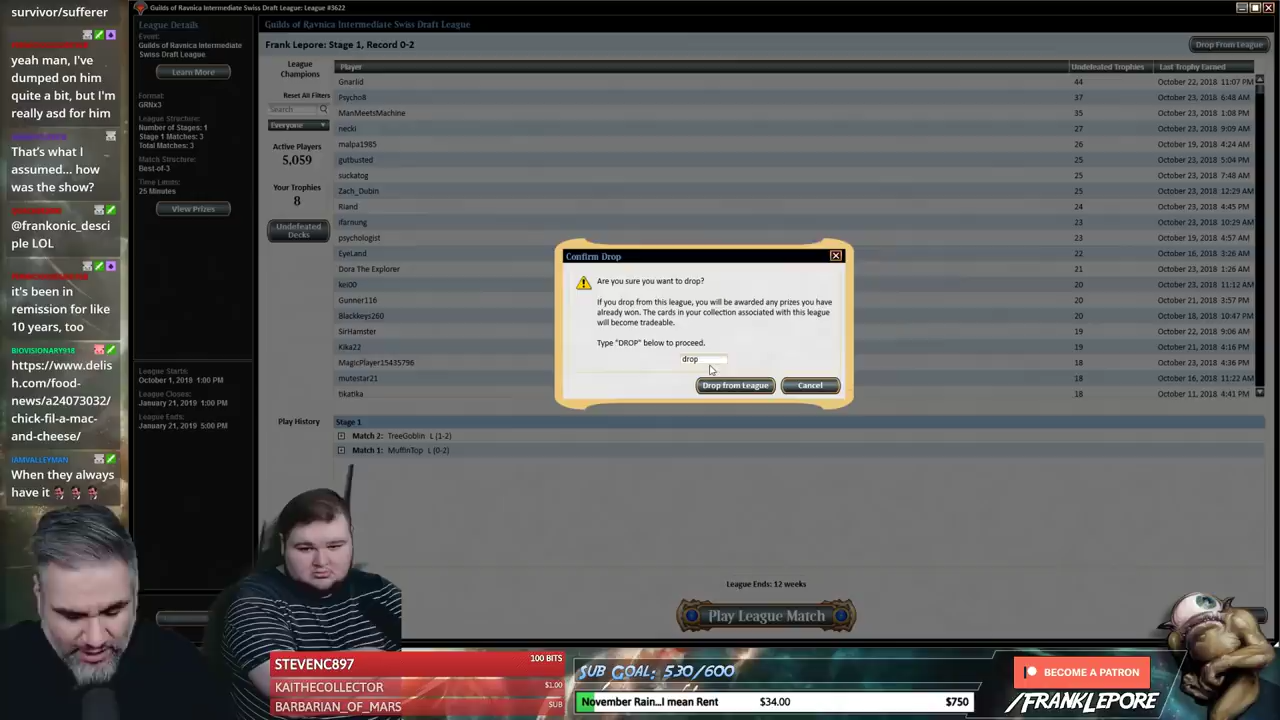 survivor/sufferer
yeah man, I've
dumped on him
quite a bit, but I'm
really asd for him
That's what I
assumed... how
was the show?
@frankonic_desci
ple LOL
it's been in
remission for like
10 years, too
BIOVISIONARY918
https://www.deli
sh.com/food-
news/a24073032/
chick-fil-a-mac-
and-cheese/
IAMVALLEYMAN
When they always
have it
Guilds of Ravnica Intermediate Swiss Draft League: League #3622
League Details
Event:
Guilds of Ravnica Intermediate
Swiss Draft League
Learn More
Format:
GRNx3
League Structure:
Number of Stages: 1
Stage 1 Matches: 3
Total Matches: 3
Match Structure:
Best-of-3
Time Limits:
25 Minutes
View Prizes
League Starts:
October 1, 2018 1:00 PM
League Closes:
January 21, 2019 1:00 PM
League Ends:
January 21, 2019 5:00 PM
Guilds of Ravnica Intermediate Swiss Draft League
Frank Lepore: Stage 1, Record 0-2
Drop From League
League
Champions
Reset All Filters
Search
Everyone
Active Players
5,059
Your Trophies
8
Undefeated
Decks
Player Undefeated Trophies Last Trophy Earned
Gnarlid 44 October 22, 2018 11:07 PM
Psycho8 37 October 23, 2018 6:48 AM
ManMeetsMachine 35 October 23, 2018 1:08 AM
necki 27 October 23, 2018 9:09 AM
malpa1985 26 October 19, 2018 4:24 AM
gutbusted 25 October 23, 2018 5:04 PM
suckatog 25 October 23, 2018 7:48 AM
Zach_Dubin 25 October 23, 2018 12:29 AM
Riand 24 October 23, 2018 4:45 PM
ifarnung 23 October 23, 2018 10:29 AM
psychologist 23 October 19, 2018 4:57 AM
EyeLand 22 October 16, 2018 3:26 AM
Dora The Explorer 21 October 23, 2018 1:26 AM
kei00 20 October 23, 2018 11:12 AM
Gunner116 20 October 21, 2018 3:57 PM
Blackkeys260 20 October 18, 2018 10:47 PM
SirHamster 19 October 22, 2018 9:06 AM
Kika22 19 October 23, 2018 4:16 PM
MagicPlayer15435796 18 October 23, 2018 4:36 AM
mutestar21 18 October 16, 2018 11:22 AM
tikatika 18 October 21, 2018 4:41 PM
Confirm Drop
Are you sure you want to drop?
If you drop from this league, you will be awarded any prizes you have
already won. The cards in your collection associated with this league
will become tradeable.
Type "DROP" below to proceed.
drop
Drop from League
Cancel
Play History
Stage 1
Match 2: TreeGoblin L (1-2)
Match 1: MuffinTop L (0-2)
League Ends: 12 weeks
Play League Match
STEVENC897 100 BITS
KAITHECOLLECTOR $1.00
BARBARIAN_OF_MARS SUB
SUB GOAL: 530/600
November Rain...I mean Rent $34.00 $750
BECOME A PATRON
/FRANKLEPORE